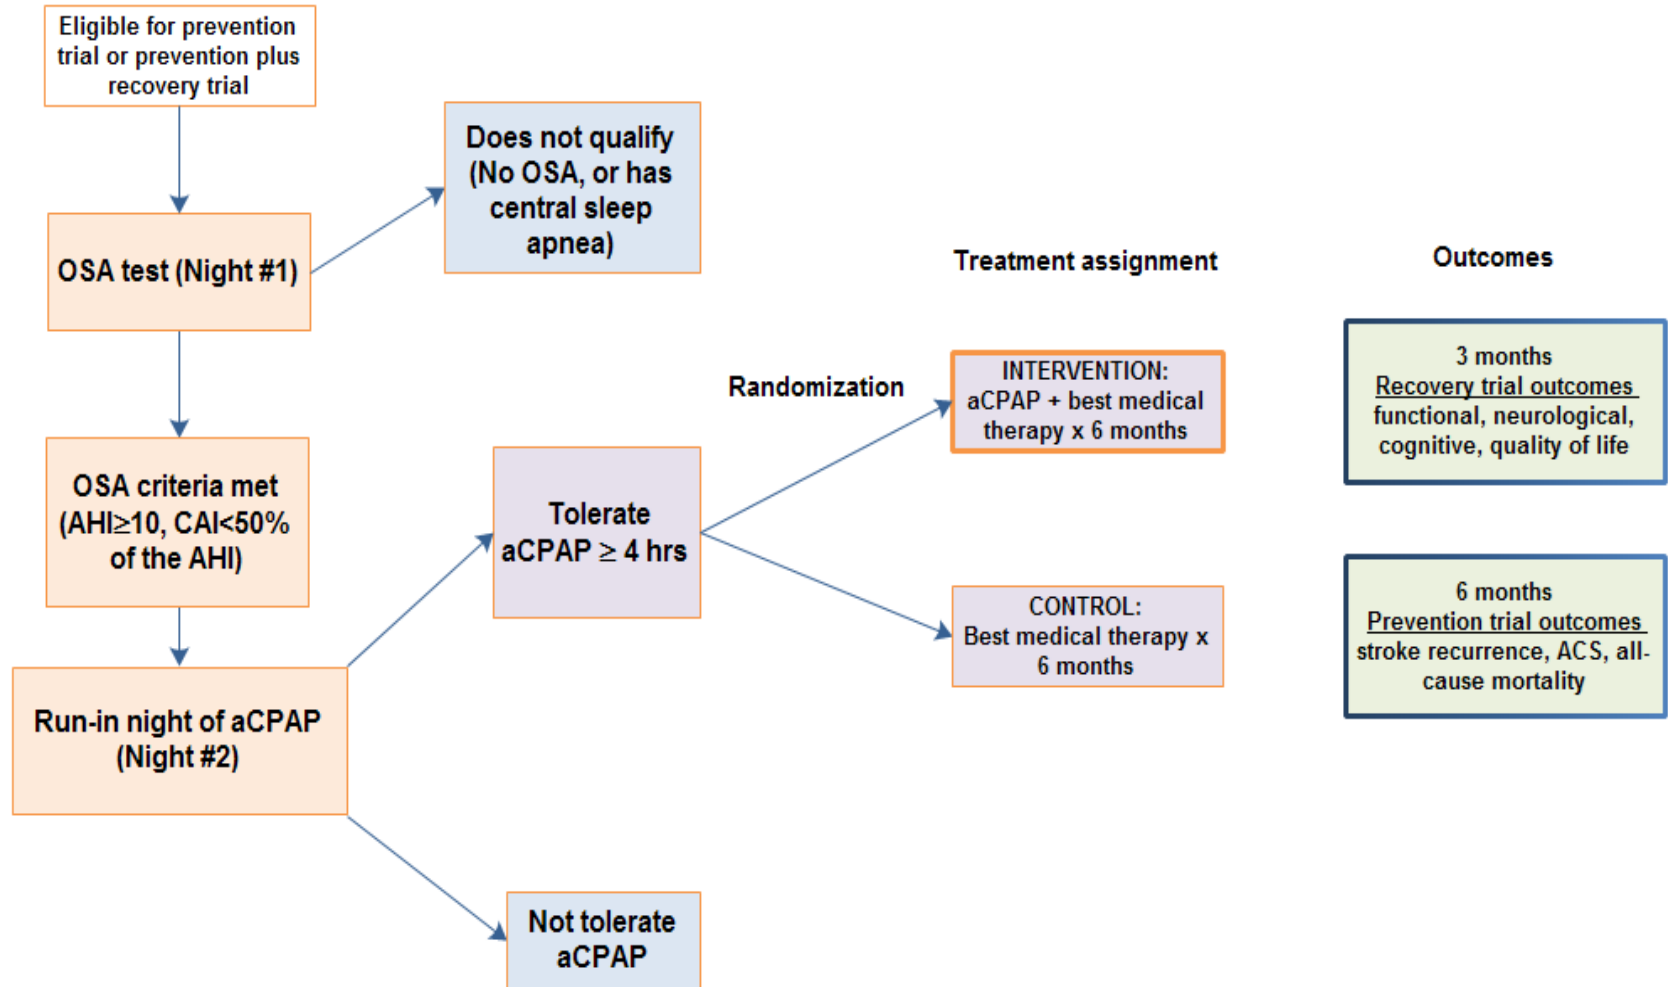 Eligible for prevention
trial or prevention plus
recovery trial
Does not qualify
(No OSA, or has
central sleep
apnea)
OSA test (Night #1)
OSA criteria met
(AHI≥10, CAI<50%
of the AHI)
Run-in night of aCPAP
(Night #2)
Tolerate
aCPAP ≥ 4 hrs
Not tolerate
aCPAP
Randomization
Treatment assignment
INTERVENTION:
aCPAP + best medical
therapy x 6 months
CONTROL:
Best medical therapy x
6 months
Outcomes
3 months
Recovery trial outcomes
functional, neurological,
cognitive, quality of life
6 months
Prevention trial outcomes
stroke recurrence, ACS, all-
cause mortality